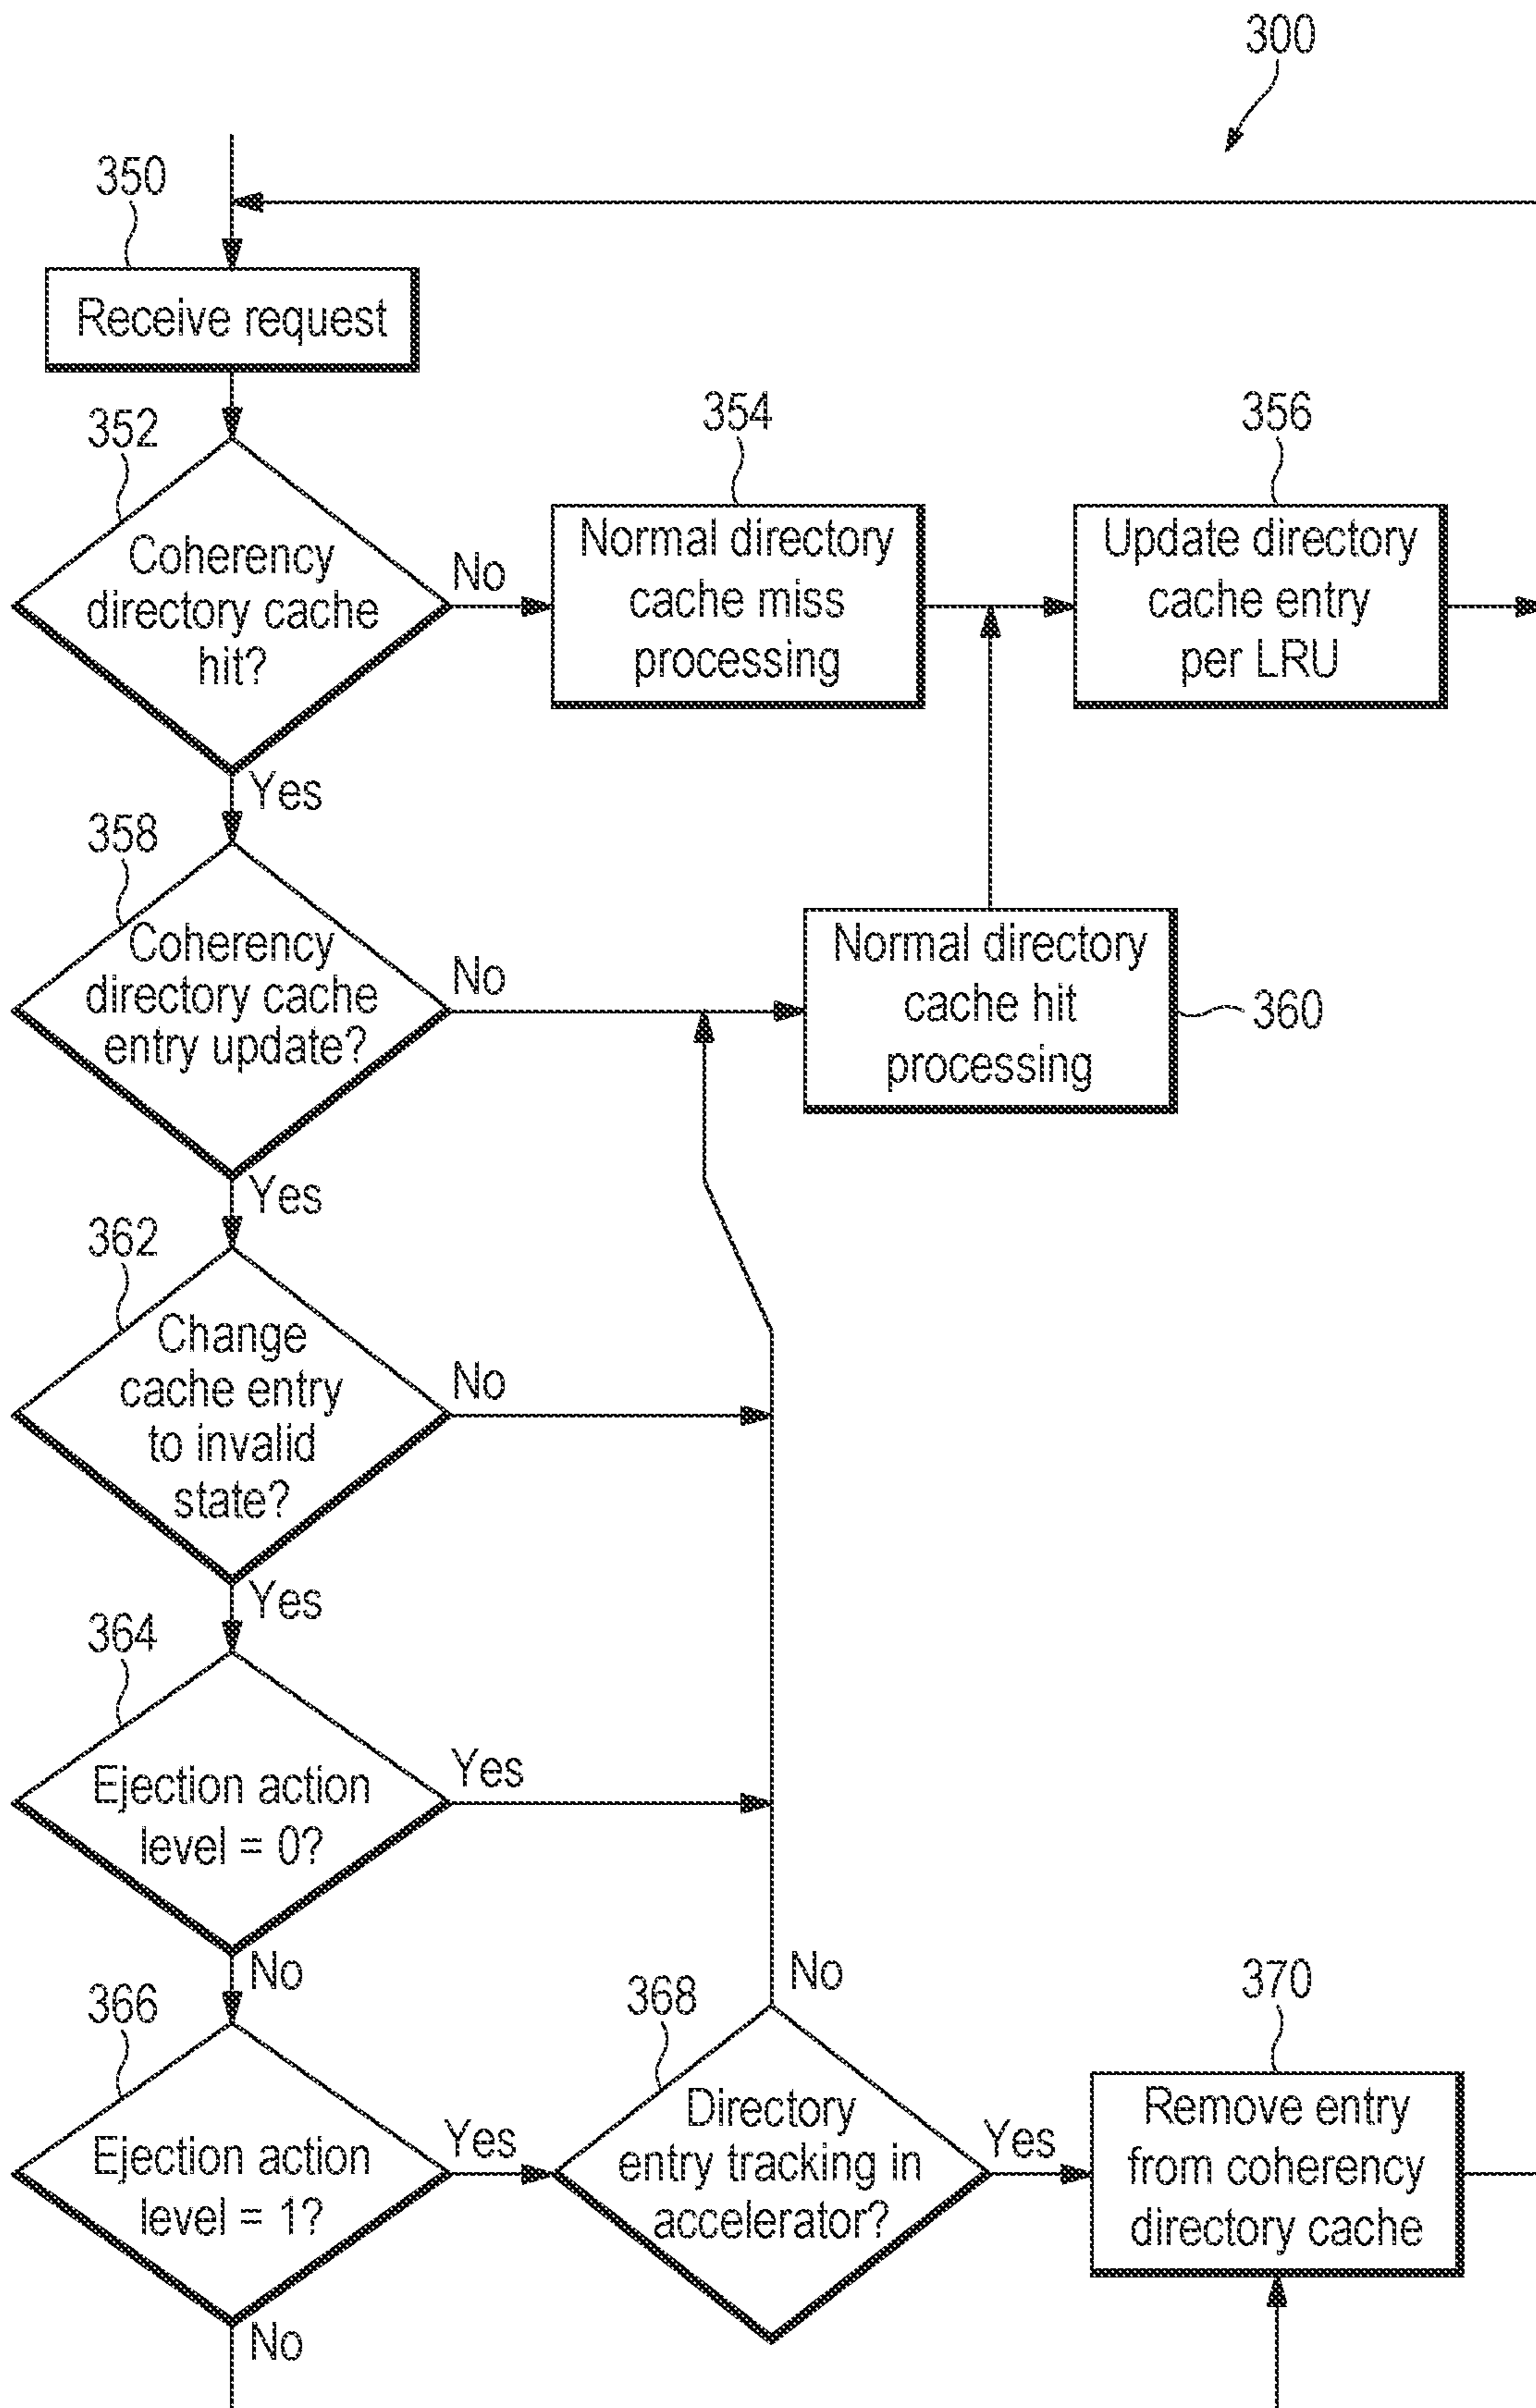 300
350
Receive request
352
Coherency
directory cache
hit?
No
Yes
354
Normal directory
cache miss
processing
356
Update directory
cache entry
per LRU
358
Coherency
directory cache
entry update?
No
Yes
Normal directory
cache hit
processing
360
362
Change
cache entry
to invalid
state?
No
Yes
364
Ejection action
level = 0?
Yes
No
366
Ejection action
level = 1?
Yes
No
368
Directory
entry tracking in
accelerator?
No
Yes
370
Remove entry
from coherency
directory cache